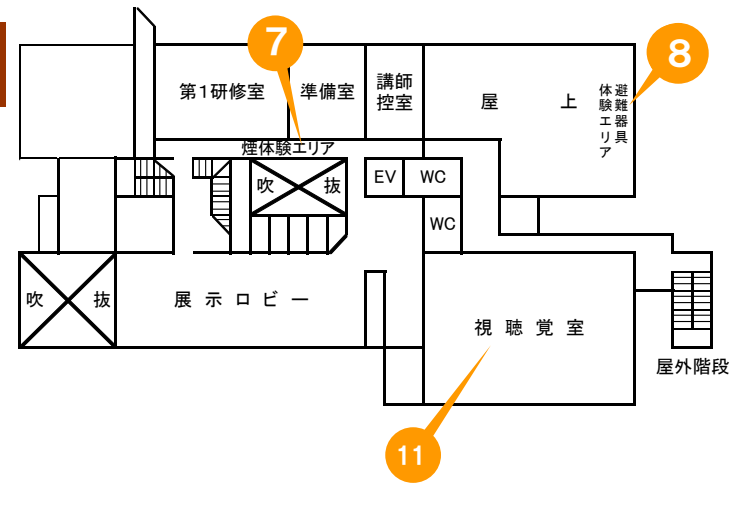 7
8
第1研修室
準備室
講師
控室
屋上
避難器具
体験エリア
煙体験エリア
吹抜
EV
WC
WC
吹抜
展示ロビー
視聴覚室
屋外階段
11